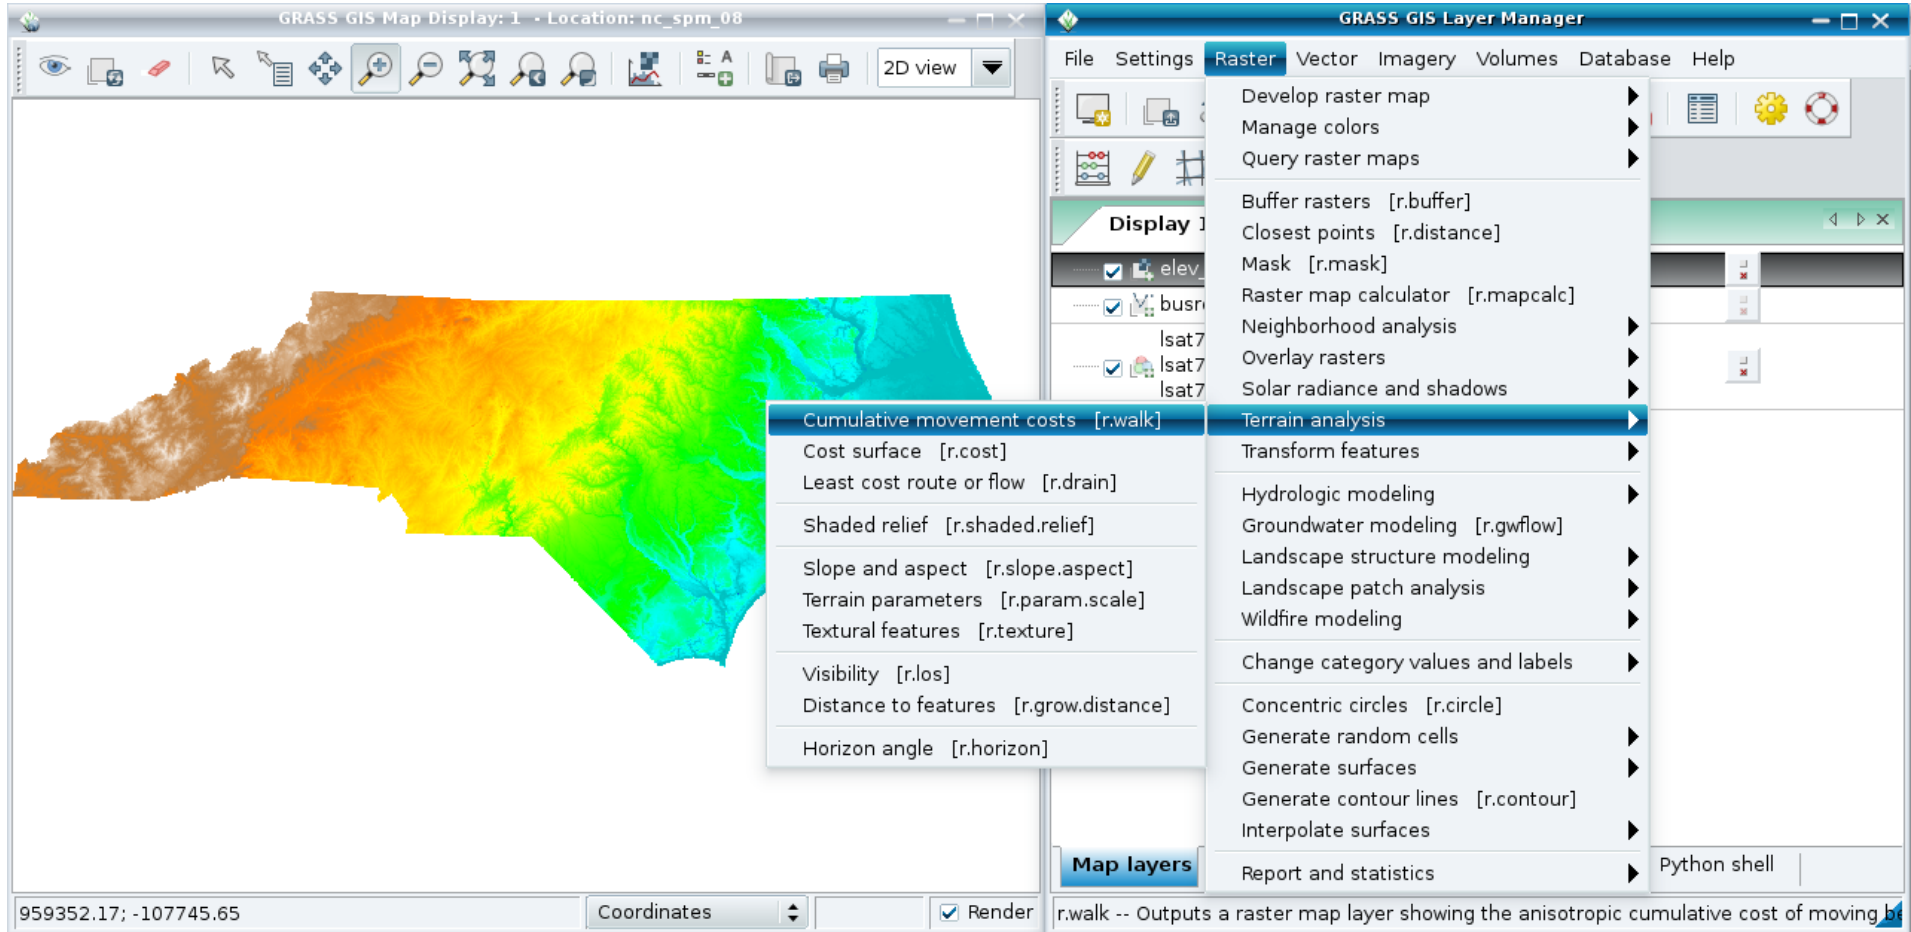 GRASS GIS Map Display: 1 - Location: nc_spm_08
2D view
959352.17; -107745.65
Coordinates
Render
GRASS GIS Layer Manager
File Settings Raster Vector Imagery Volumes Database Help
Display 1
elev_
busr
lsat7
lsat7
lsat7
Develop raster map
Manage colors
Query raster maps
Buffer rasters [r.buffer]
Closest points [r.distance]
Mask [r.mask]
Raster map calculator [r.mapcalc]
Neighborhood analysis
Overlay rasters
Solar radiance and shadows
Terrain analysis
Transform features
Hydrologic modeling
Groundwater modeling [r.gwflow]
Landscape structure modeling
Landscape patch analysis
Wildfire modeling
Change category values and labels
Concentric circles [r.circle]
Generate random cells
Generate surfaces
Generate contour lines [r.contour]
Interpolate surfaces
Report and statistics
Cumulative movement costs [r.walk]
Cost surface [r.cost]
Least cost route or flow [r.drain]
Shaded relief [r.shaded.relief]
Slope and aspect [r.slope.aspect]
Terrain parameters [r.param.scale]
Textural features [r.texture]
Visibility [r.los]
Distance to features [r.grow.distance]
Horizon angle [r.horizon]
Map layers
Python shell
r.walk -- Outputs a raster map layer showing the anisotropic cumulative cost of moving be